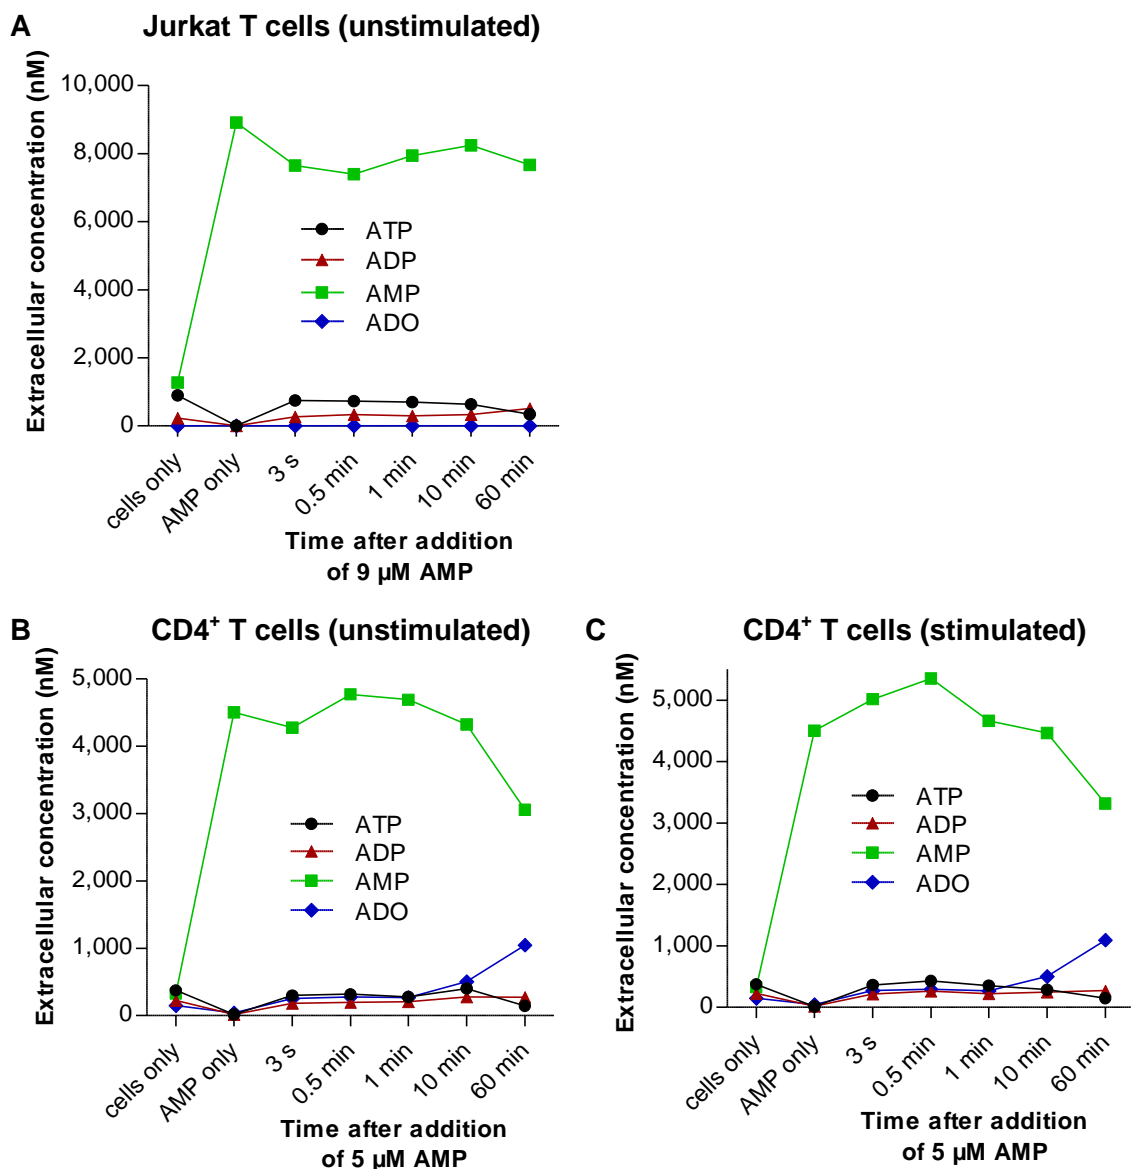 A
Jurkat T cells (unstimulated)
Extracellular concentration (nM)
10,000
8,000
6,000
4,000
2,000
0
ATP
ADP
AMP
ADO
cells only
AMP only
3 s
0.5 min
1 min
10 min
60 min
Time after addition
of 9 µM AMP
B
CD4⁺ T cells (unstimulated)
Extracellular concentration (nM)
5,000
4,000
3,000
2,000
1,000
0
ATP
ADP
AMP
ADO
cells only
AMP only
3 s
0.5 min
1 min
10 min
60 min
Time after addition
of 5 µM AMP
C
CD4⁺ T cells (stimulated)
Extracellular concentration (nM)
5,000
4,000
3,000
2,000
1,000
0
ATP
ADP
AMP
ADO
cells only
AMP only
3 s
0.5 min
1 min
10 min
60 min
Time after addition
of 5 µM AMP